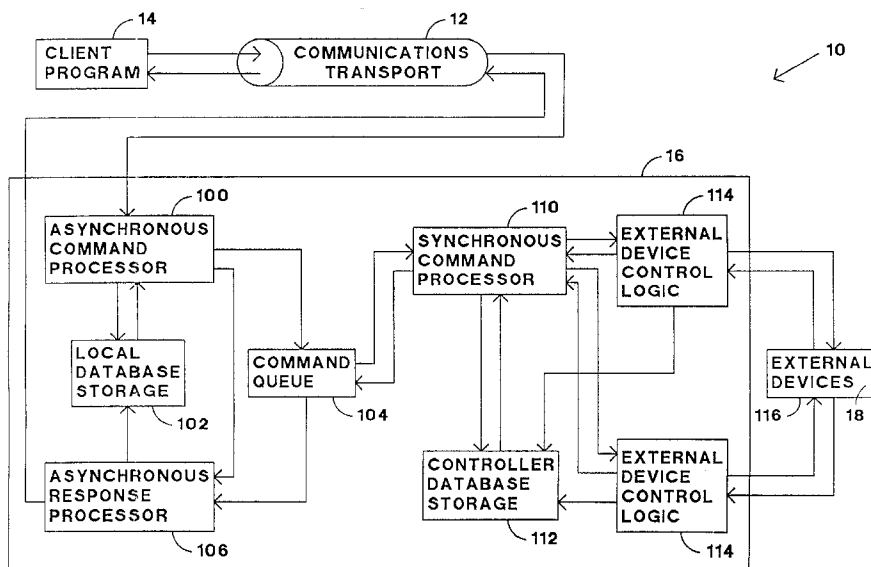 14
CLIENT
PROGRAM
12
COMMUNICATIONS
TRANSPORT
10
16
100
ASYNCHRONOUS
COMMAND
PROCESSOR
110
SYNCHRONOUS
COMMAND
PROCESSOR
114
EXTERNAL
DEVICE
CONTROL
LOGIC
LOCAL
DATABASE
STORAGE
102
COMMAND
QUEUE
104
EXTERNAL
DEVICES
116
18
ASYNCHRONOUS
RESPONSE
PROCESSOR
106
CONTROLLER
DATABASE
STORAGE
112
EXTERNAL
DEVICE
CONTROL
LOGIC
114